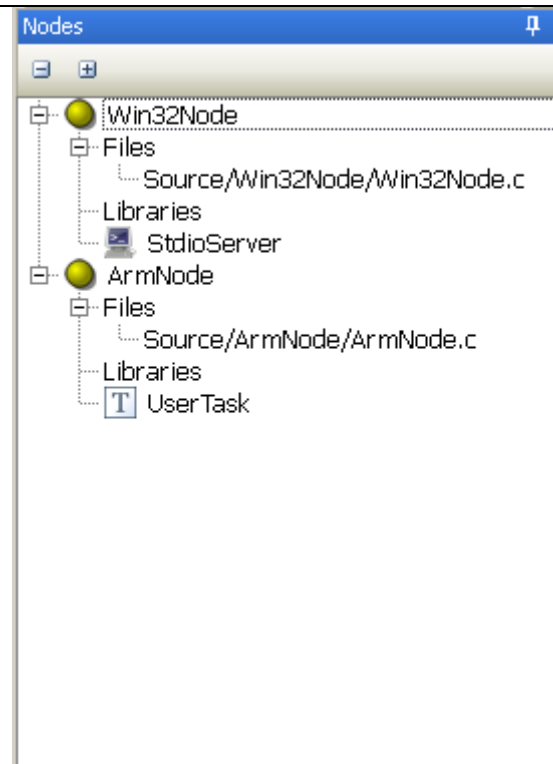 Nodes
Win32Node
Files
Source/Win32Node/Win32Node.c
Libraries
StdioServer
ArmNode
Files
Source/ArmNode/ArmNode.c
Libraries
T UserTask